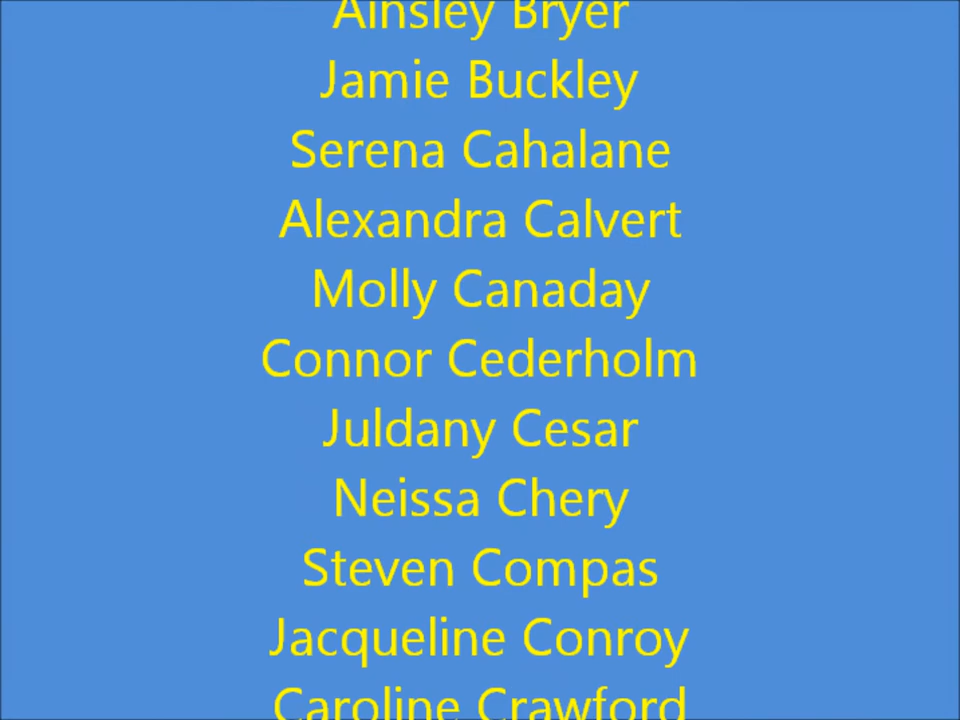 Ainsley Bryer
Jamie Buckley
Serena Cahalane
Alexandra Calvert
Molly Canaday
Connor Cederholm
Juldany Cesar
Neissa Chery
Steven Compas
Jacqueline Conroy
Caroline Crawford